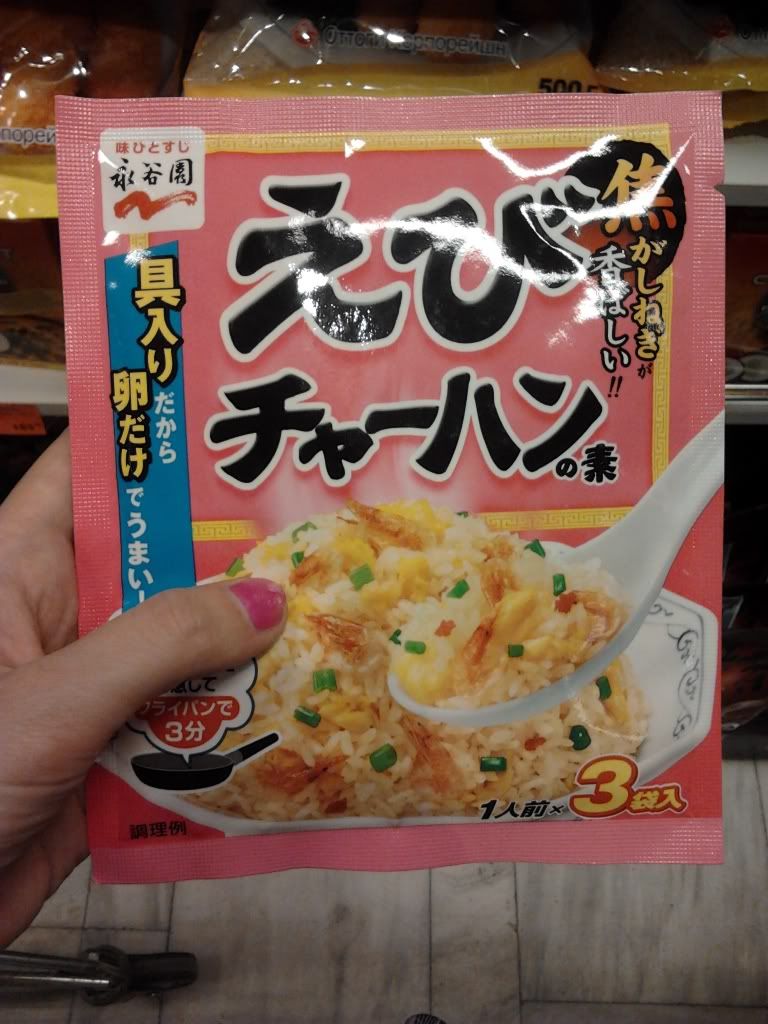 Оттоги Корпорейшн
500 г
味ひとすじ
永谷園
えび
チャーハン
の素
焦がしねぎが
香ばしい!!
具入りだから
卵だけでうまい!
フライパンで
3分
1人前×3袋入
調理例